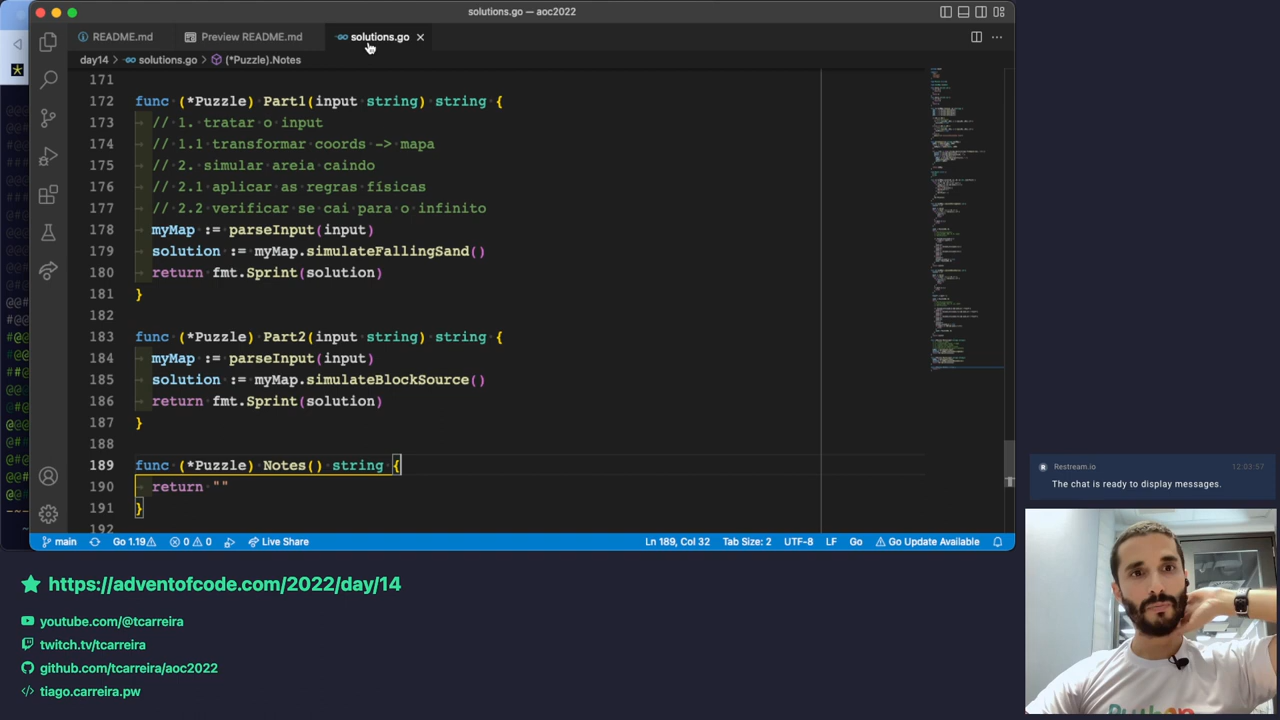 solutions.go — aoc2022
README.md
Preview README.md
solutions.go
day14 > solutions.go > (*Puzzle).Notes
171
172 func (*Puzzle) Part1(input string) string {
173 // 1. tratar o input
174 // 1.1 transformar coords -> mapa
175 // 2. simular areia caindo
176 // 2.1 aplicar as regras físicas
177 // 2.2 verificar se cai para o infinito
178 myMap := parseInput(input)
179 solution := myMap.simulateFallingSand()
180 return fmt.Sprint(solution)
181 }
182
183 func (*Puzzle) Part2(input string) string {
184 myMap := parseInput(input)
185 solution := myMap.simulateBlockSource()
186 return fmt.Sprint(solution)
187 }
188
189 func (*Puzzle) Notes() string {
190 return ""
191 }
192
main Go 1.19 0 0 Live Share Ln 189, Col 32 Tab Size: 2 UTF-8 LF Go Go Update Available
Restream.io 12:03:57
The chat is ready to display messages.
https://adventofcode.com/2022/day/14
youtube.com/@tcarreira
twitch.tv/tcarreira
github.com/tcarreira/aoc2022
tiago.carreira.pw